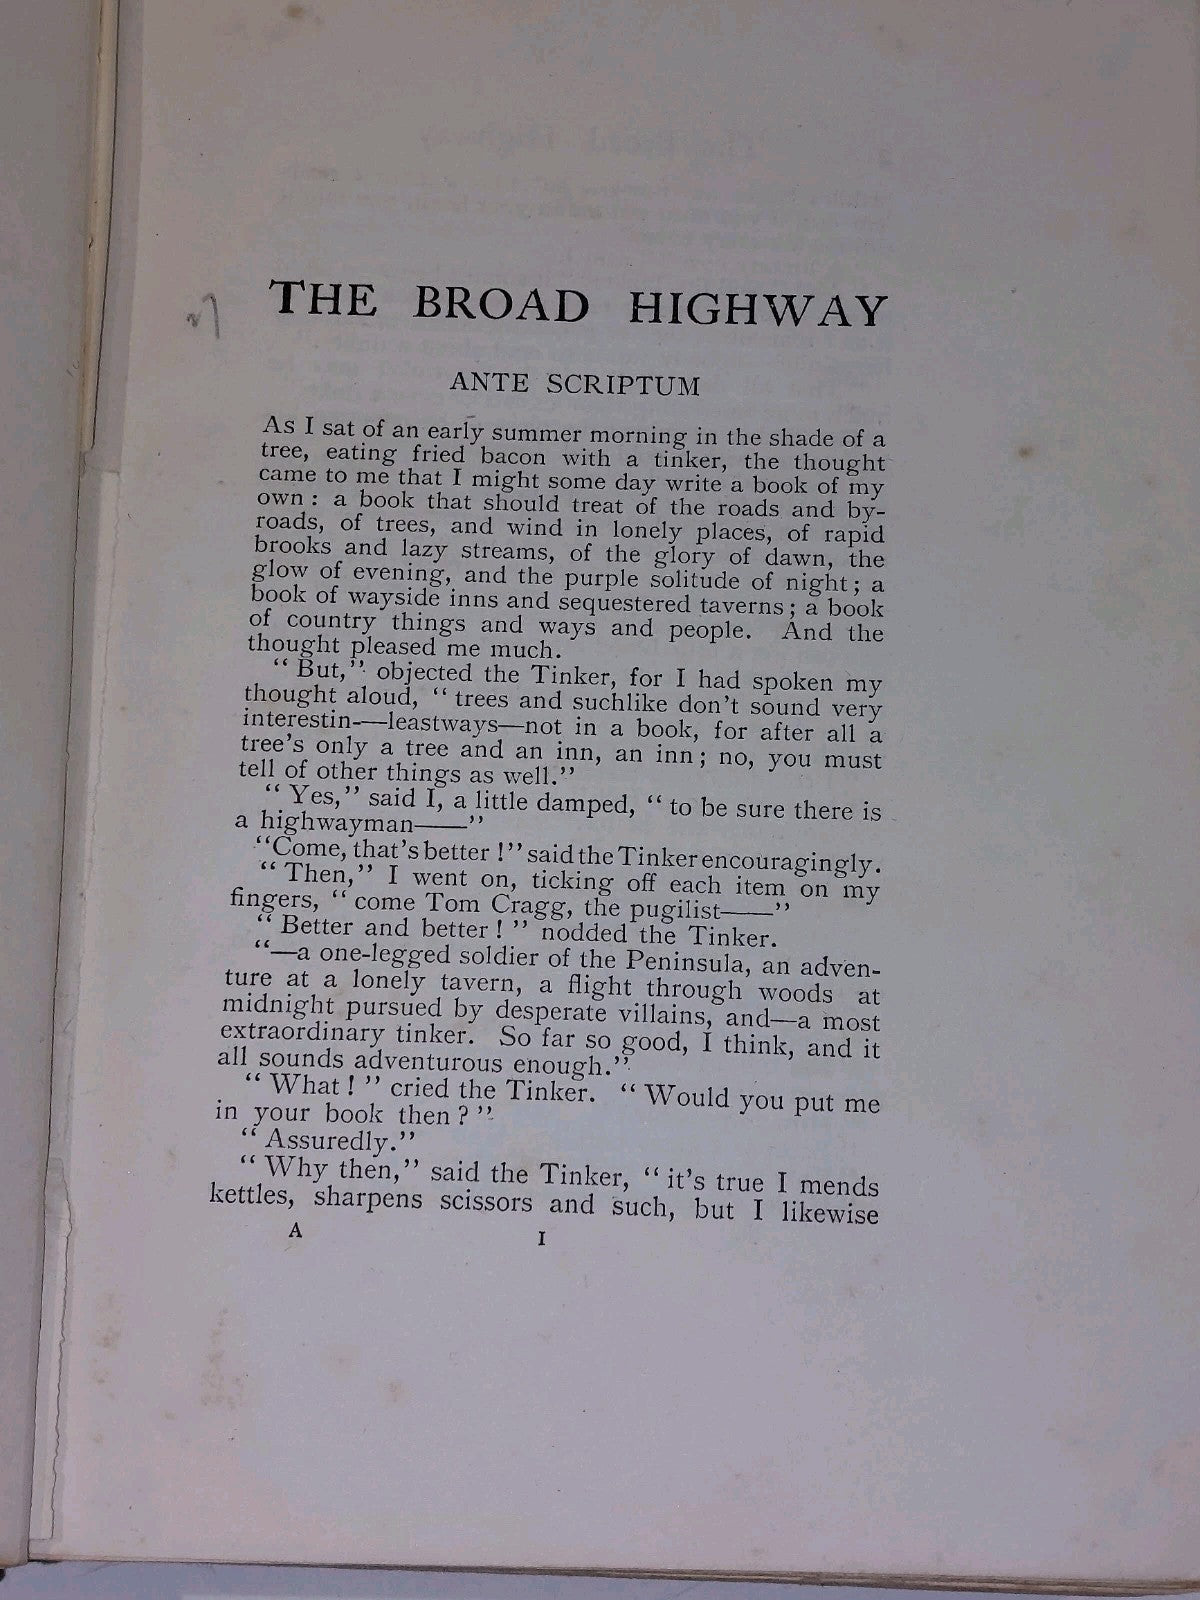 THE BROAD HIGHWAY
ANTE SCRIPTUM
As I sat of an early summer morning in the shade of a
tree, eating fried bacon with a tinker, the thought
came to me that I might some day write a book of my
own: a book that should treat of the roads and by-
roads, of trees, and wind in lonely places, of rapid
brooks and lazy streams, of the glory of dawn, the
glow of evening, and the purple solitude of night; a
book of wayside inns and sequestered taverns; a book
of country things and ways and people. And the
thought pleased me much.
“But,” objected the Tinker, for I had spoken my
thought aloud, “trees and suchlike don’t sound very
interestin—leastways—not in a book, for after all a
tree’s only a tree and an inn, an inn; no, you must
tell of other things as well.”
“Yes,” said I, a little damped, “to be sure there is
a highwayman——”
“Come, that’s better!” said the Tinker encouragingly.
“Then,” I went on, ticking off each item on my
fingers, “come Tom Cragg, the pugilist——”
“Better and better!” nodded the Tinker.
“—a one-legged soldier of the Peninsula, an adven-
ture at a lonely tavern, a flight through woods at
midnight pursued by desperate villains, and—a most
extraordinary tinker. So far so good, I think, and it
all sounds adventurous enough.”
“What!” cried the Tinker. “Would you put me
in your book then?”
“Assuredly.”
“Why then,” said the Tinker, “it’s true I mends
kettles, sharpens scissors and such, but I likewise
A 1